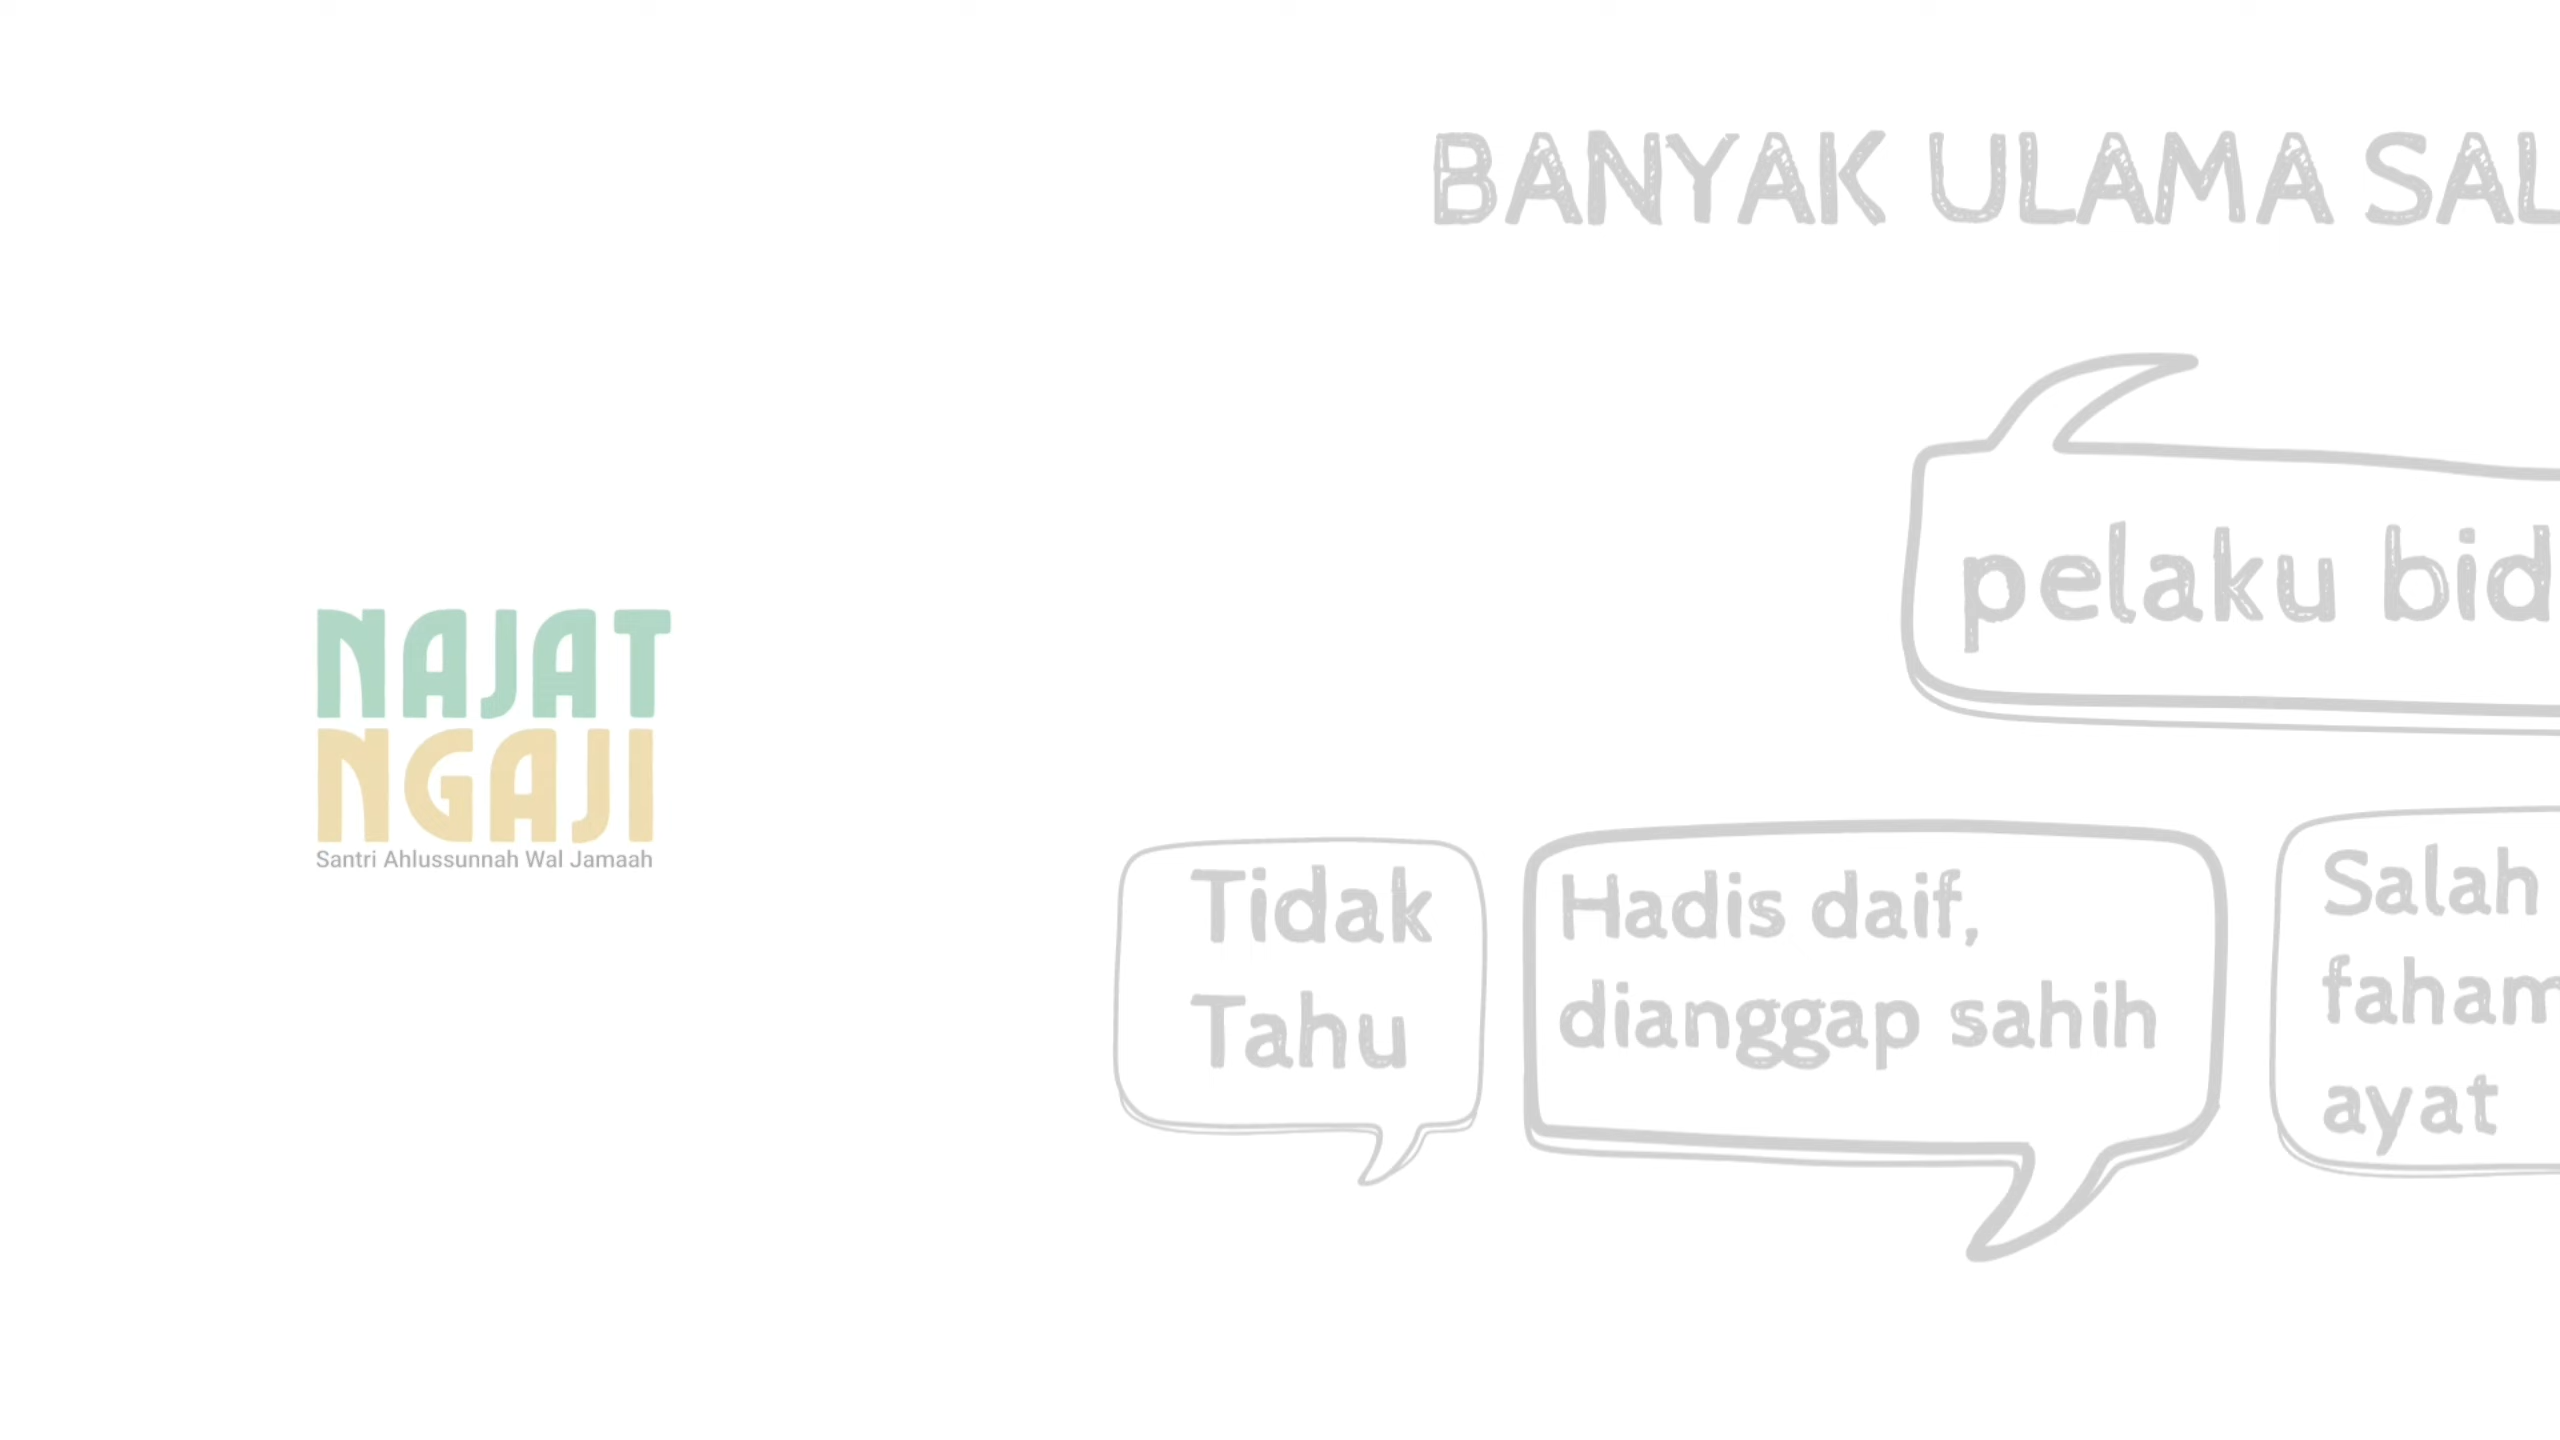 BANYAK ULAMA SAL
pelaku bid
NAJAT
NGAJI
Santri Ahlussunnah Wal Jamaah
Tidak
Tahu
Hadis daif,
dianggap sahih
Salah
faham
ayat